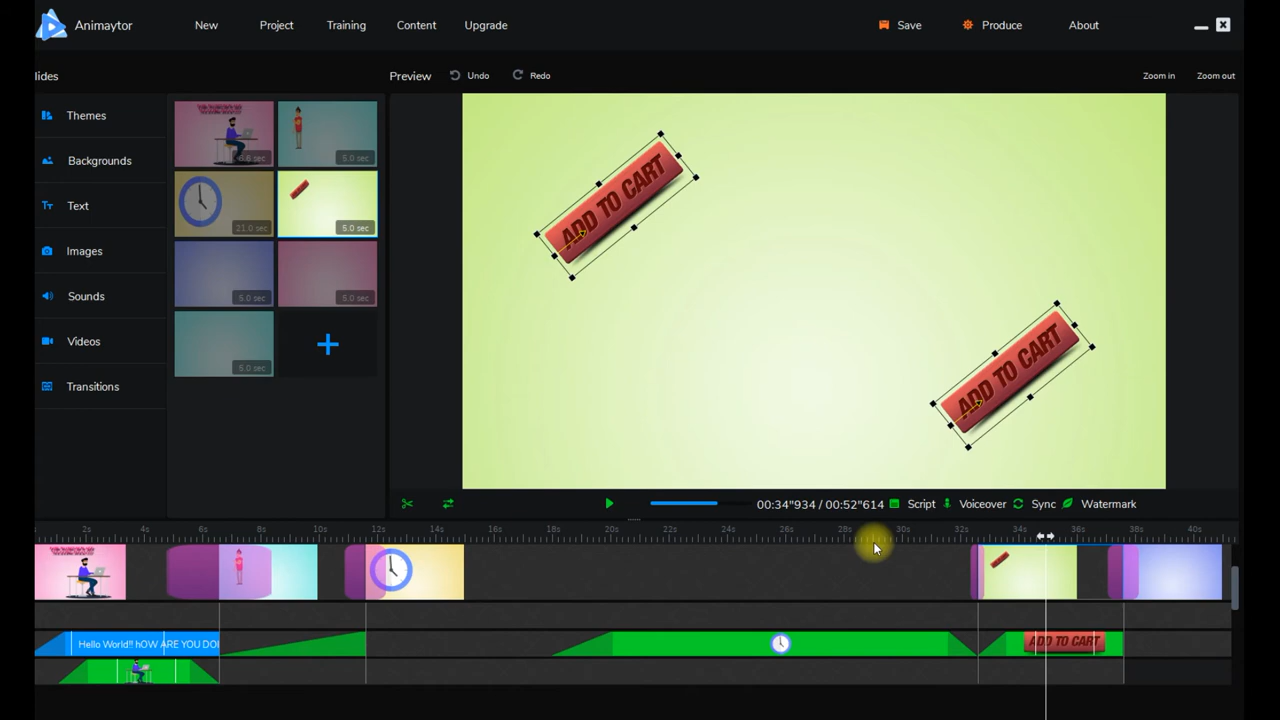 Animaytor
New
Project
Training
Content
Upgrade
Save
Produce
About
lides
Preview
Undo
Redo
Zoom in
Zoom out
Themes
Backgrounds
Text
Images
Sounds
Videos
Transitions
6.6 sec
5.0 sec
21.0 sec
5.0 sec
5.0 sec
5.0 sec
5.0 sec
ADD TO CART
ADD TO CART
00:34"934 / 00:52"614
Script
Voiceover
Sync
Watermark
2s 4s 6s 8s 10s 12s 14s 16s 18s 20s 22s 24s 26s 28s 30s 32s 34s 36s 38s 40s
Hello World!! hOW ARE YOU DOI
ADD TO CART